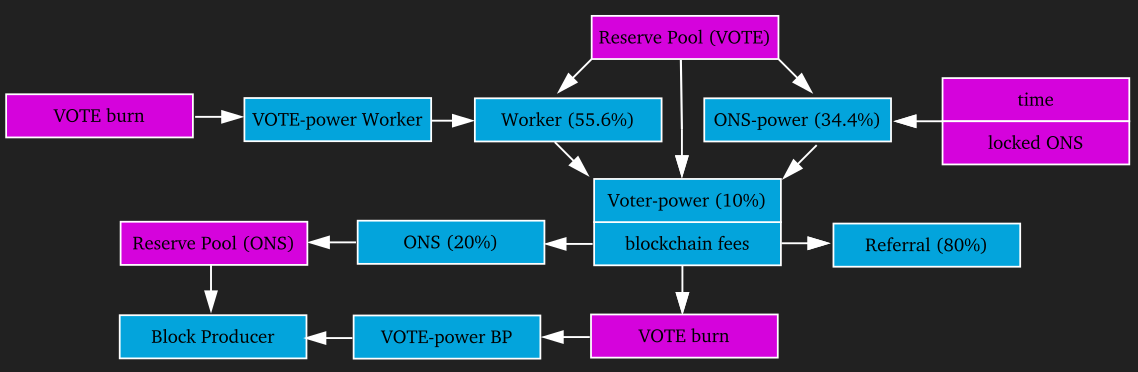 Reserve Pool (VOTE)
VOTE burn
VOTE-power Worker
Worker (55.6%)
ONS-power (34.4%)
time
locked ONS
Voter-power (10%)
blockchain fees
Reserve Pool (ONS)
ONS (20%)
Referral (80%)
Block Producer
VOTE-power BP
VOTE burn